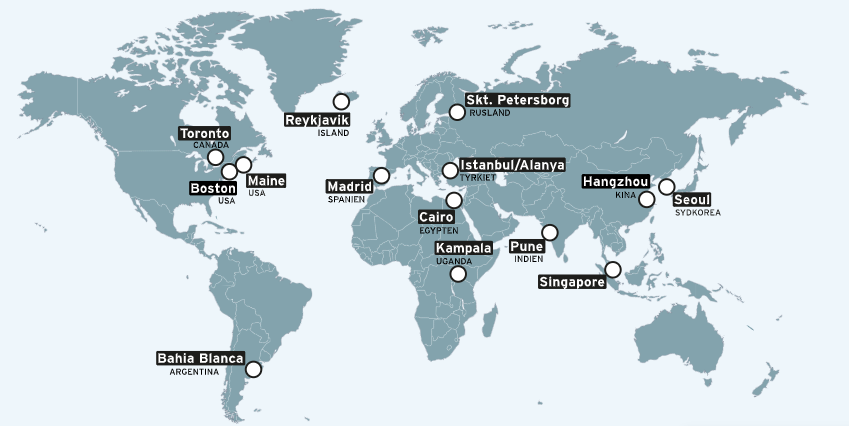 Skt. Petersborg
RUSLAND
Reykjavik
ISLAND
Toronto
CANADA
Istanbul/Alanya
TYRKIET
Maine
USA
Boston
USA
Madrid
SPANIEN
Hangzhou
KINA
Seoul
SYDKOREA
Cairo
EGYPTEN
Kampala
UGANDA
Pune
INDIEN
Singapore
Bahia Blanca
ARGENTINA